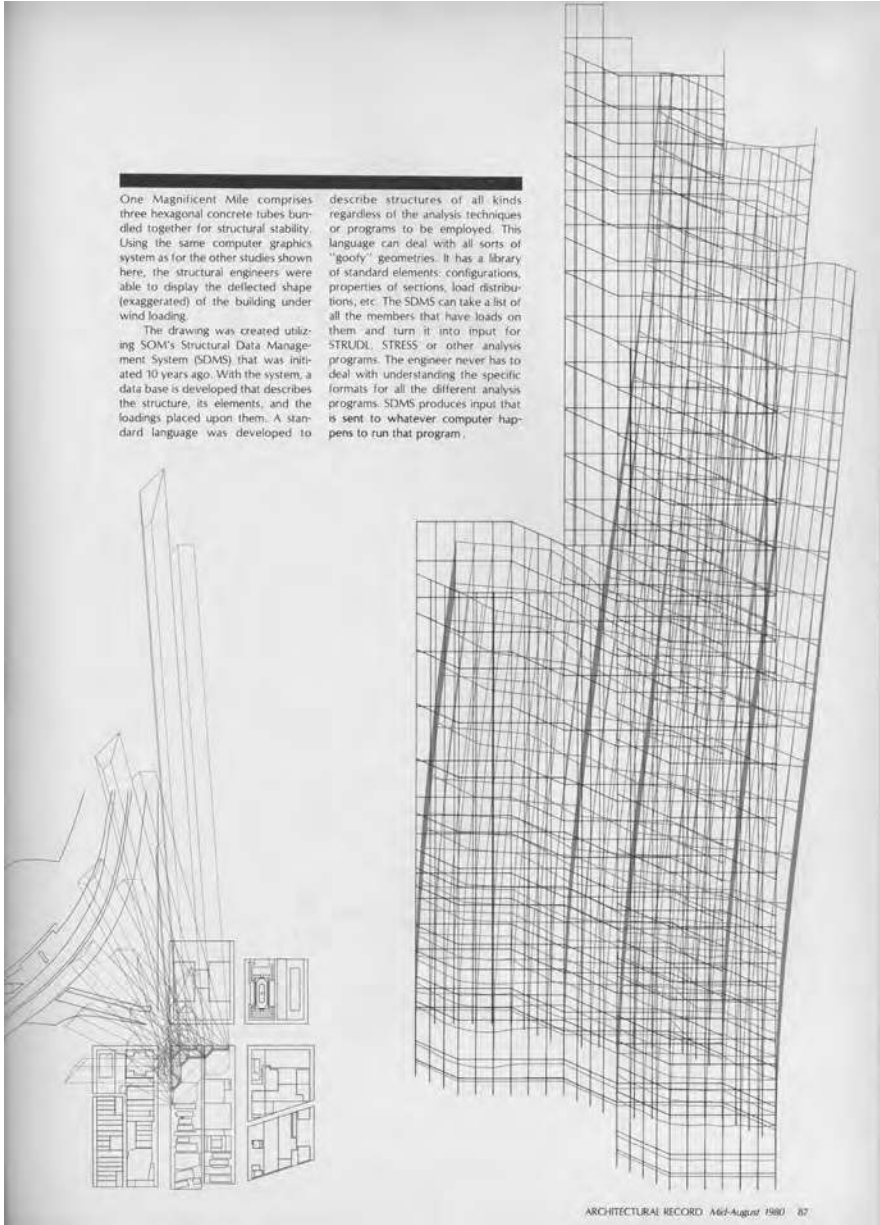 One Magnificent Mile comprises
three hexagonal concrete tubes bun-
dled together for structural stability.
Using the same computer graphics
system as for the other studies shown
here, the structural engineers were
able to display the deflected shape
(exaggerated) of the building under
wind loading.
The drawing was created utiliz-
ing SOM's Structural Data Manage-
ment System (SDMS) that was initi-
ated 10 years ago. With the system, a
data base is developed that describes
the structure, its elements, and the
loadings placed upon them. A stan-
dard language was developed to
describe structures of all kinds
regardless of the analysis techniques
or programs to be employed. This
language can deal with all sorts of
"goofy" geometries. It has a library
of standard elements: configurations,
properties of sections, load distribu-
tions, etc. The SDMS can take a list of
all the members that have loads on
them and turn it into input for
STRUDL, STRESS or other analysis
programs. The engineer never has to
deal with understanding the specific
formats for all the different analysis
programs. SDMS produces input that
is sent to whatever computer hap-
pens to run that program.
ARCHITECTURAL RECORD Mid-August 1980 87